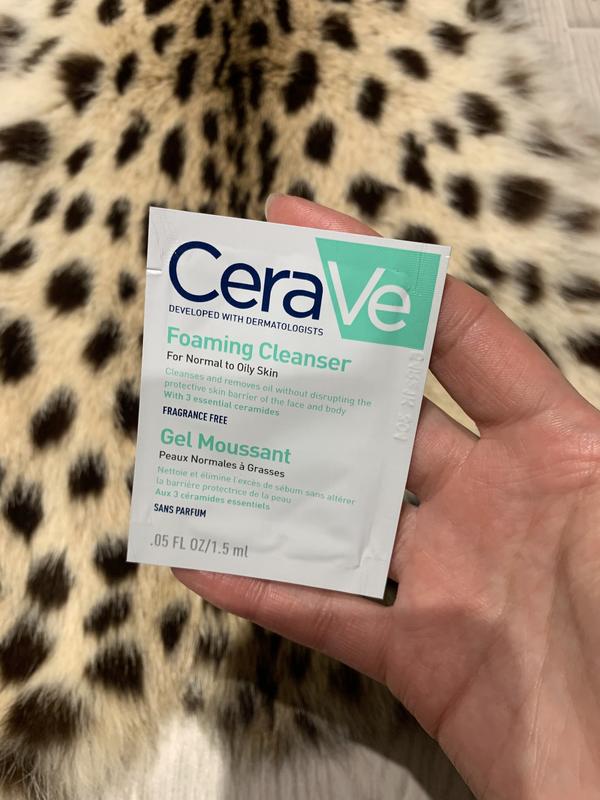 CeraVe
DEVELOPED WITH DERMATOLOGISTS
Foaming Cleanser
For Normal to Oily Skin
Cleanses and removes oil without disrupting the
protective skin barrier of the face and body
With 3 essential ceramides
FRAGRANCE FREE
Gel Moussant
Peaux Normales à Grasses
Nettoie et élimine l'excès de sébum sans altérer
la barrière protectrice de la peau
Aux 3 céramides essentiels
SANS PARFUM
.05 FL OZ/1.5 ml